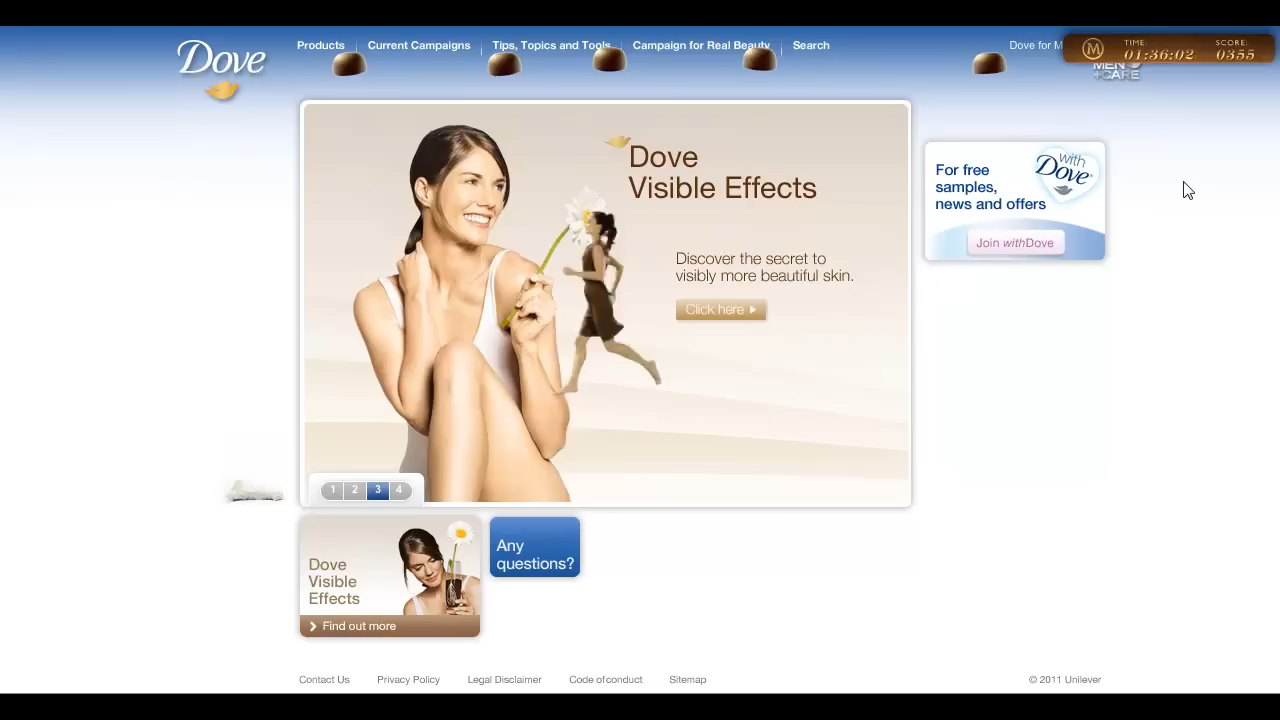 Dove
Products
Current Campaigns
Tips, Topics and Tools
Campaign for Real Beauty
Search
Dove for M
MEN
+CARE
M
TIME:
01:36:02
SCORE:
0355
Dove
Visible Effects
Discover the secret to
visibly more beautiful skin.
Click here
For free
samples,
news and offers
with
Dove
Join withDove
1 2 3 4
Dove
Visible
Effects
Find out more
Any
questions?
Contact Us
Privacy Policy
Legal Disclaimer
Code of conduct
Sitemap
© 2011 Unilever